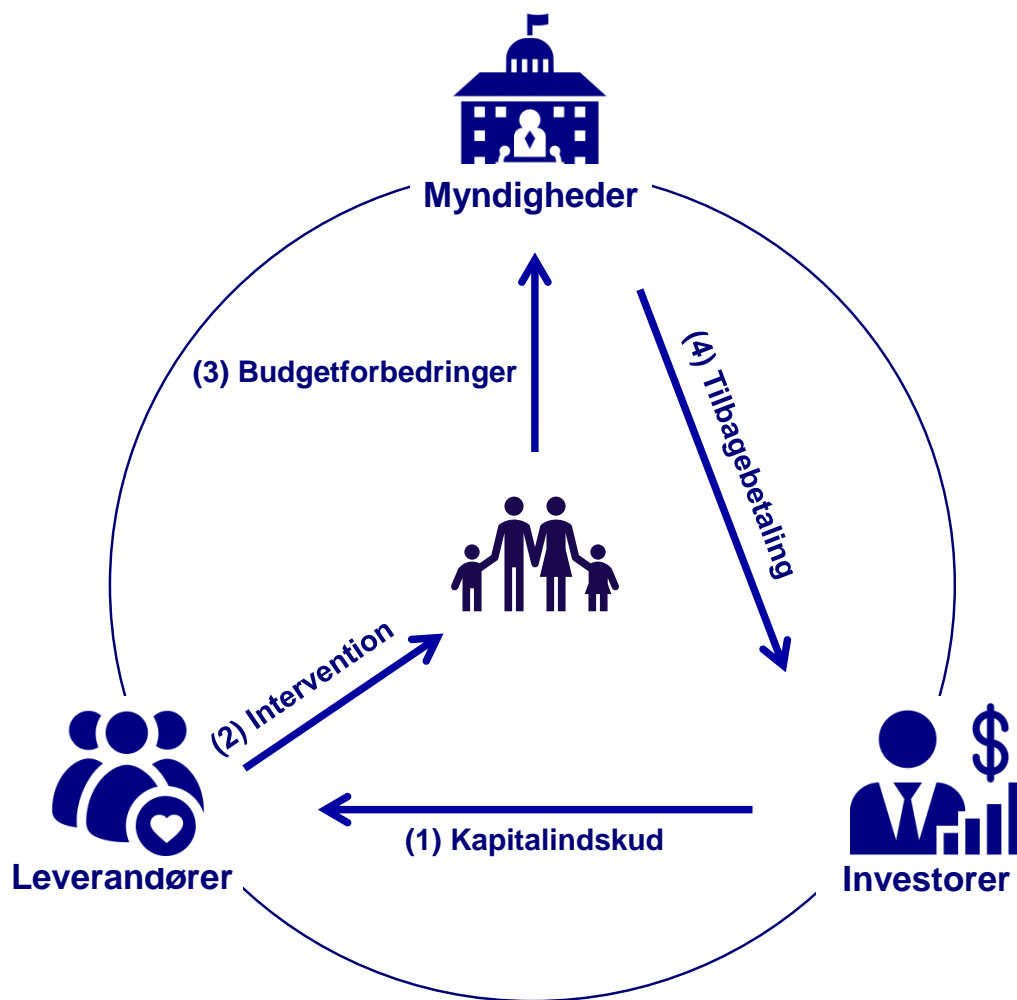 Myndigheder
(3) Budgetforbedringer
(4) Tilbagebetaling
(2) Intervention
$
(1) Kapitalindskud
Leverandører
Investorer